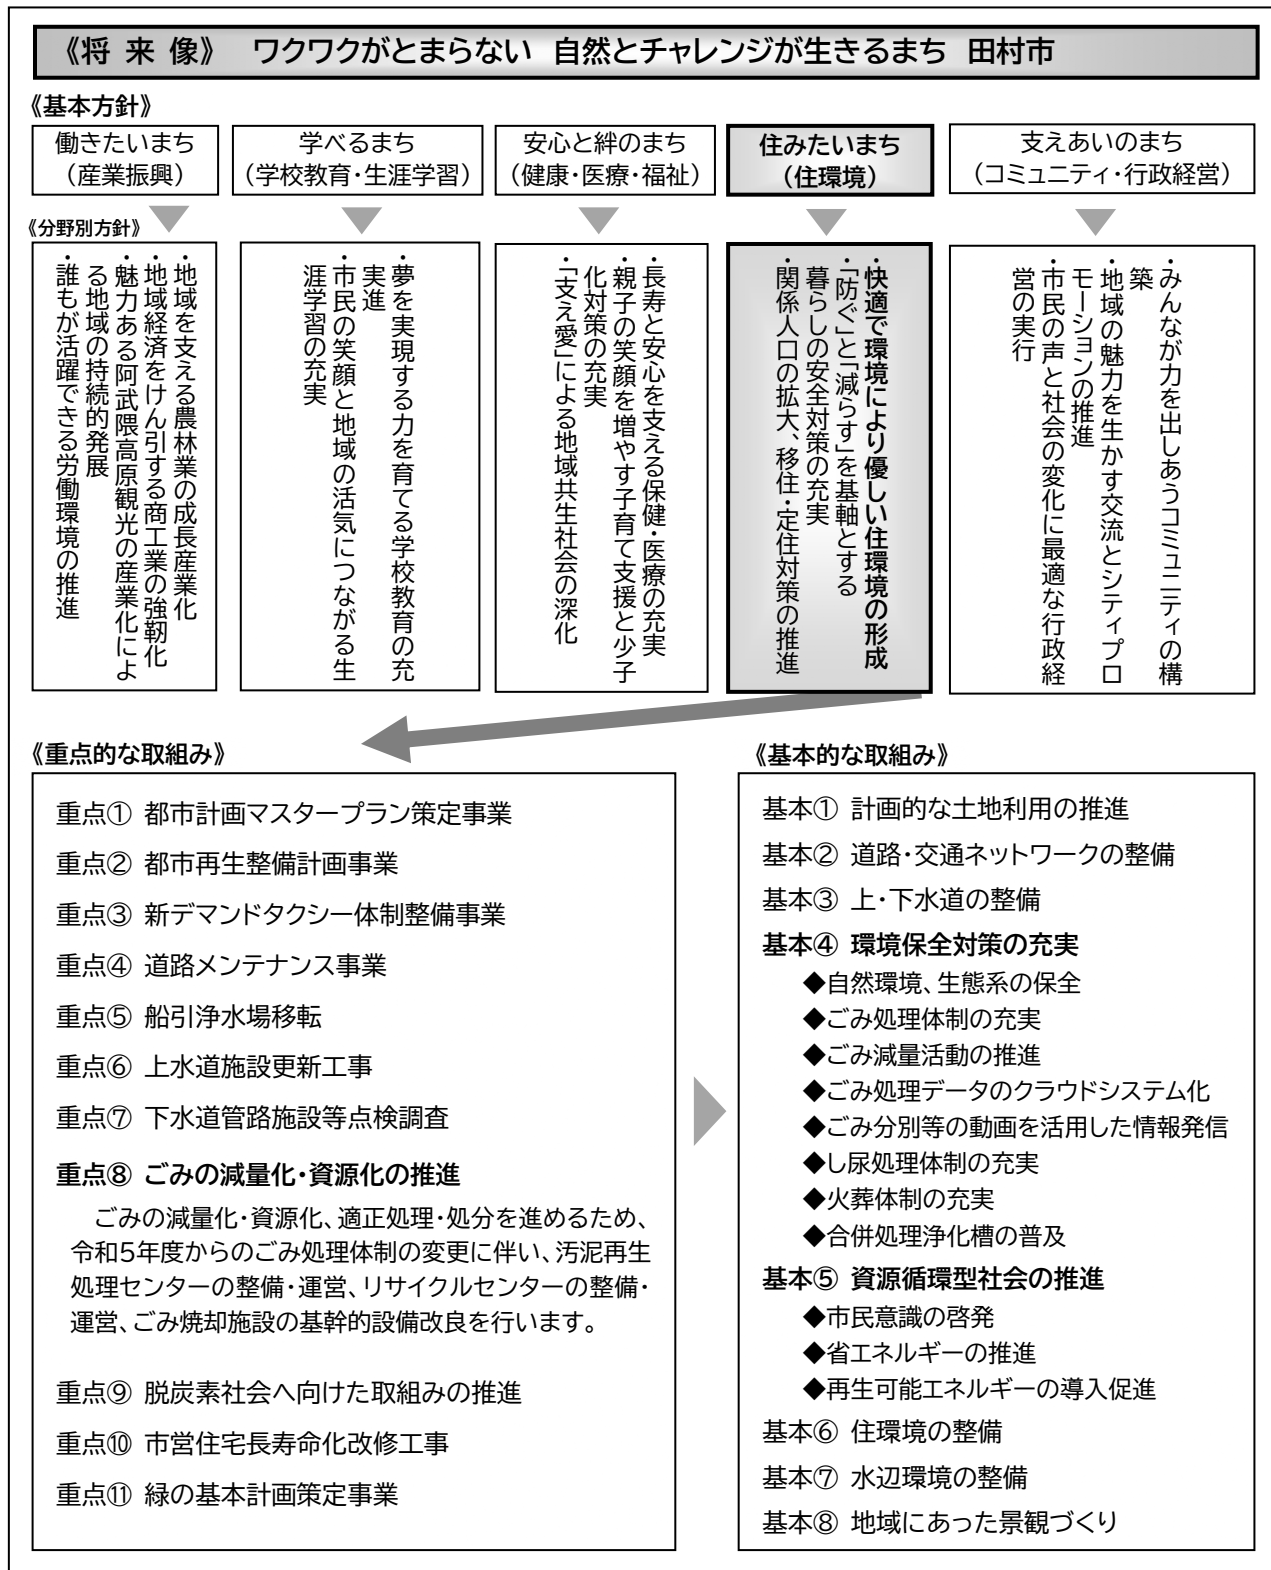 《将 来 像》 ワクワクがとまらない 自然とチャレンジが生きるまち 田村市
《基本方針》
働きたいまち
（産業振興）
学べるまち
（学校教育・生涯学習）
安心と絆のまち
（健康・医療・福祉）
住みたいまち
（住環境）
支えあいのまち
（コミュニティ・行政経営）
《分野別方針》
・地域を支える農林業の成長産業化
・地域経済をけん引する商工業の強靭化
・魅力ある阿武隈高原観光の産業化によ
る地域の持続的発展
・誰もが活躍できる労働環境の推進
・夢を実現する力を育てる学校教育の充
実進
・市民の笑顔と地域の活気につながる生
涯学習の充実
・長寿と安心を支える保健・医療の充実
・親子の笑顔を増やす子育て支援と少子
化対策の充実
・「支え愛」による地域共生社会の深化
・快適で環境により優しい住環境の形成
・「防ぐ」と「減らす」を基軸とする
暮らしの安全対策の充実
・関係人口の拡大、移住・定住対策の推進
・みんなが力を出しあうコミュニティの構
築
・地域の魅力を生かす交流とシティプロ
モーションの推進
・市民の声と社会の変化に最適な行政経
営の実行
《重点的な取組み》
重点① 都市計画マスタープラン策定事業
重点② 都市再生整備計画事業
重点③ 新デマンドタクシー体制整備事業
重点④ 道路メンテナンス事業
重点⑤ 船引浄水場移転
重点⑥ 上水道施設更新工事
重点⑦ 下水道管路施設等点検調査
重点⑧ ごみの減量化・資源化の推進
ごみの減量化・資源化、適正処理・処分を進めるため、
令和5年度からのごみ処理体制の変更に伴い、汚泥再生
処理センターの整備・運営、リサイクルセンターの整備・
運営、ごみ焼却施設の基幹的設備改良を行います。
重点⑨ 脱炭素社会へ向けた取組みの推進
重点⑩ 市営住宅長寿命化改修工事
重点⑪ 緑の基本計画策定事業
《基本的な取組み》
基本① 計画的な土地利用の推進
基本② 道路・交通ネットワークの整備
基本③ 上・下水道の整備
基本④ 環境保全対策の充実
◆自然環境、生態系の保全
◆ごみ処理体制の充実
◆ごみ減量活動の推進
◆ごみ処理データのクラウドシステム化
◆ごみ分別等の動画を活用した情報発信
◆し尿処理体制の充実
◆火葬体制の充実
◆合併処理浄化槽の普及
基本⑤ 資源循環型社会の推進
◆市民意識の啓発
◆省エネルギーの推進
◆再生可能エネルギーの導入促進
基本⑥ 住環境の整備
基本⑦ 水辺環境の整備
基本⑧ 地域にあった景観づくり